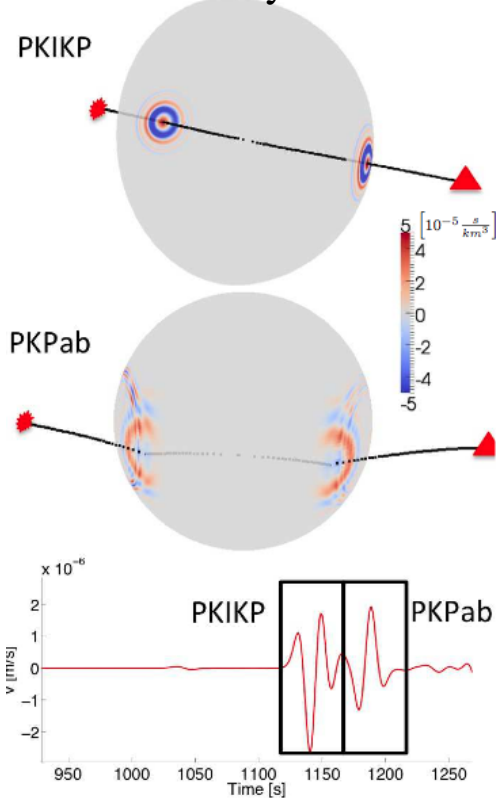 y
PKIKP
5 [10⁻⁵ s/km³]
4
2
0
-2
-4
-5
PKPab
x 10⁻⁶
2
1
0
-1
-2
V [m/s]
PKIKP
PKPab
950 1000 1050 1100 1150 1200 1250
Time [s]